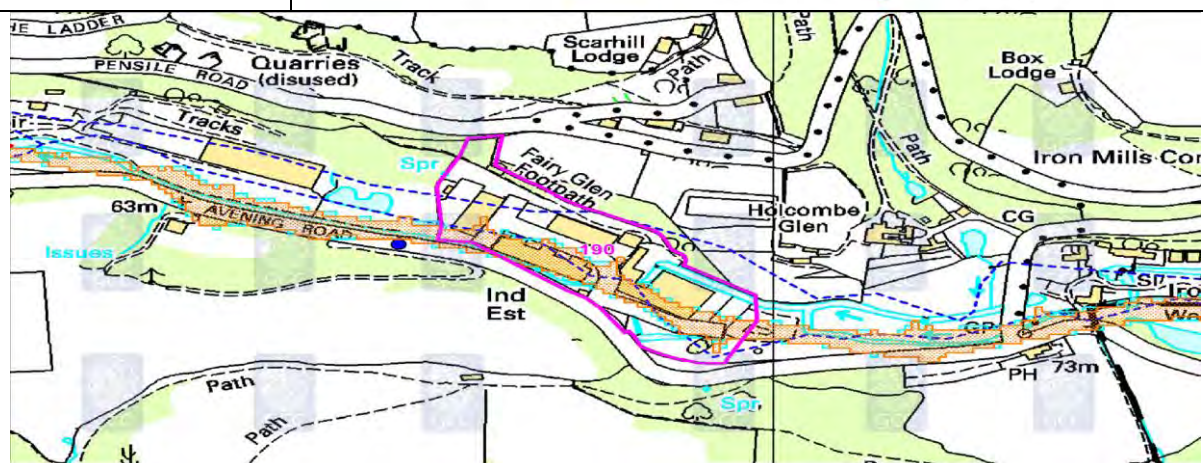 THE LADDER
PENSILE ROAD
Quarries
(disused)
Track
Scarhill
Lodge
Path
Path
Box
Lodge
Tracks
Spr
Fairy Glen
Footpath
Path
Iron Mills Co
63m
AVENING ROAD
Holcombe
Glen
CG
190
Issues
Ind
Est
GP
We
PH
73m
Path
Path
Spr